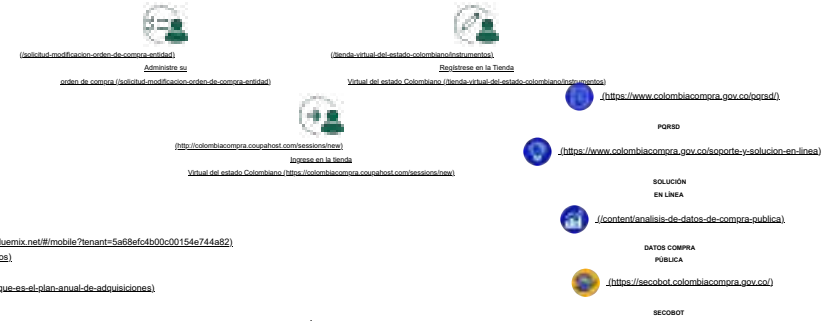 (/solicitud-modificacion-orden-de-compra-entidad)
Administre su
orden de compra (/solicitud-modificacion-orden-de-compra-entidad)
(/tienda-virtual-del-estado-colombiano/instrumentos)
Regístrese en la Tienda
Virtual del estado Colombiano (/tienda-virtual-del-estado-colombiano/instrumentos)
(http://colombiacompra.coupahost.com/sessions/new)
Ingrese en la tienda
Virtual del estado Colombiano (https://colombiacompra.coupahost.com/sessions/new)
(https://www.colombiacompra.gov.co/pqrsd/)
PQRSD
(https://www.colombiacompra.gov.co/soporte-y-solucion-en-linea)
SOLUCIÓN
EN LÍNEA
(/content/analisis-de-datos-de-compra-publica)
DATOS COMPRA
PÚBLICA
(https://secobot.colombiacompra.gov.co/)
SECOBOT
luemix.net/#/mobile?tenant=5a68efc4b00c00154e744a82)
os)
que-es-el-plan-anual-de-adquisiciones)